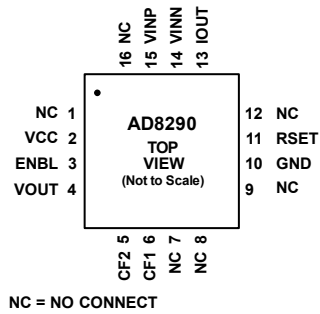 16 NC
15 VINP
14 VINN
13 IOUT
NC 1
VCC 2
ENBL 3
VOUT 4
AD8290
TOP
VIEW
(Not to Scale)
12 NC
11 RSET
10 GND
9 NC
CF2 5
CF1 6
NC 7
NC 8
NC = NO CONNECT